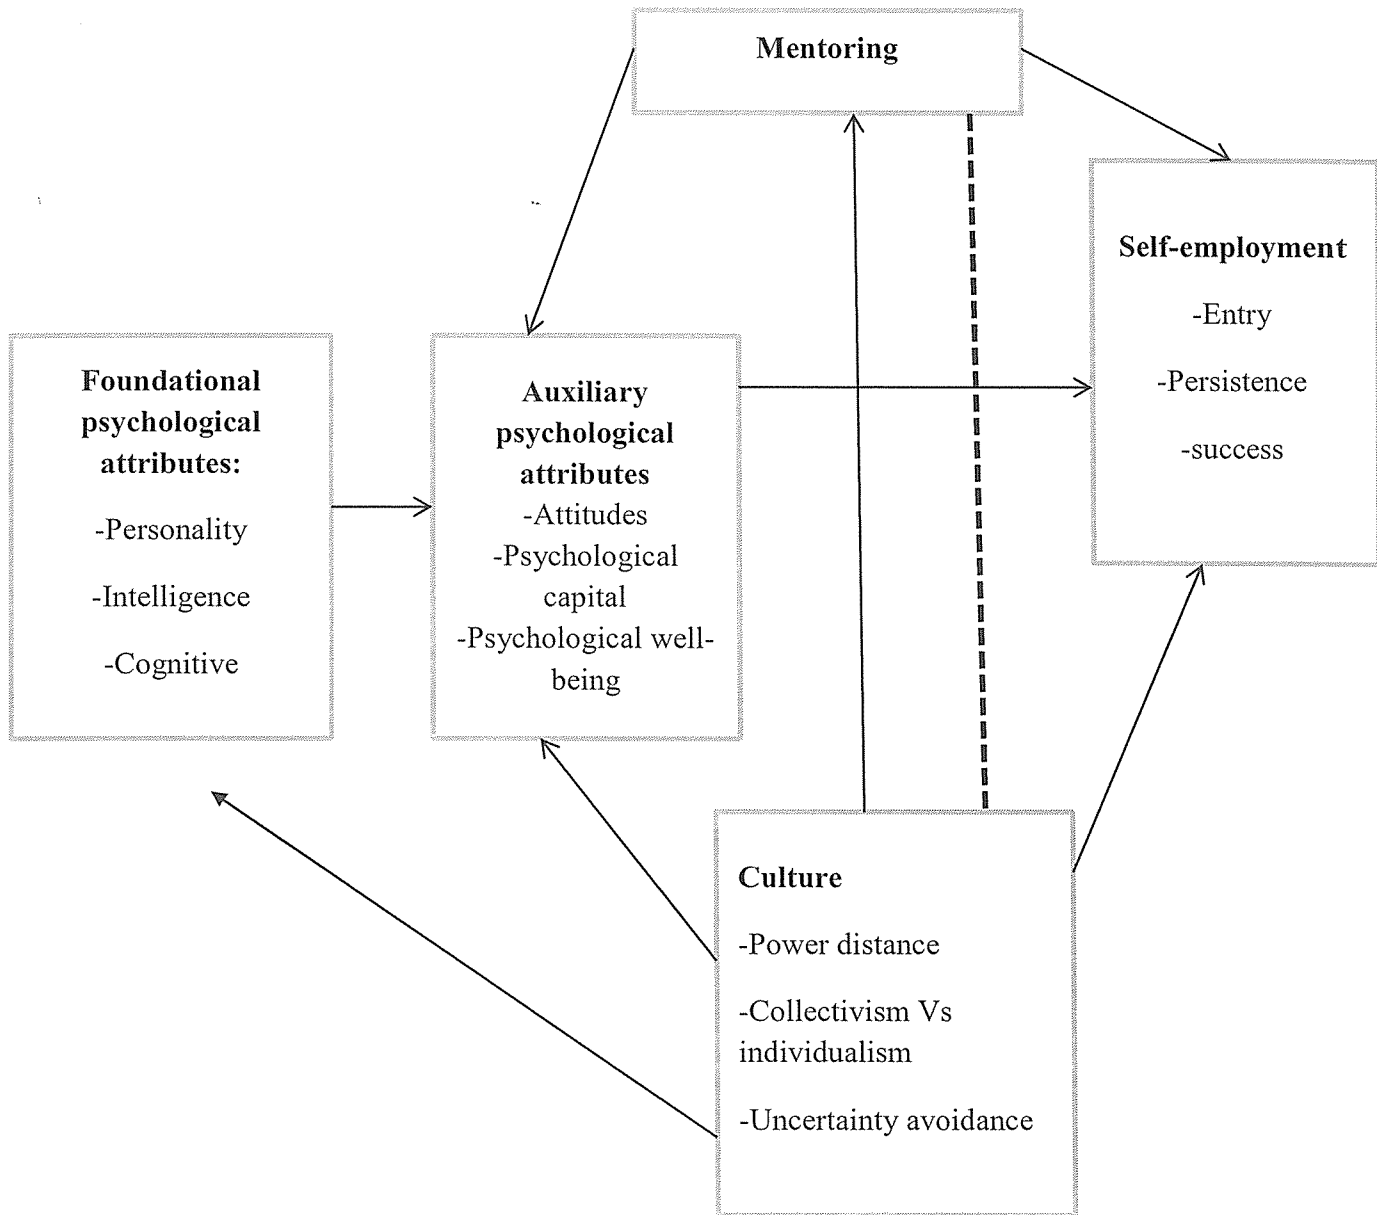 Mentoring
Self-employment
-Entry
-Persistence
-success
Foundational
psychological
attributes:
-Personality
-Intelligence
-Cognitive
Auxiliary
psychological
attributes
-Attitudes
-Psychological
capital
-Psychological well-
being
Culture
-Power distance
-Collectivism Vs
individualism
-Uncertainty avoidance